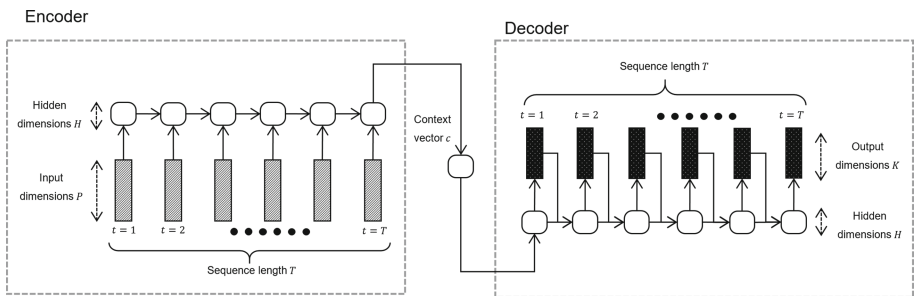 Encoder
Hidden
dimensions H
Input
dimensions P
t = 1
t = 2
t = T
Sequence length T
Context
vector c
Decoder
Sequence length T
t = 1
t = 2
t = T
Output
dimensions K
Hidden
dimensions H